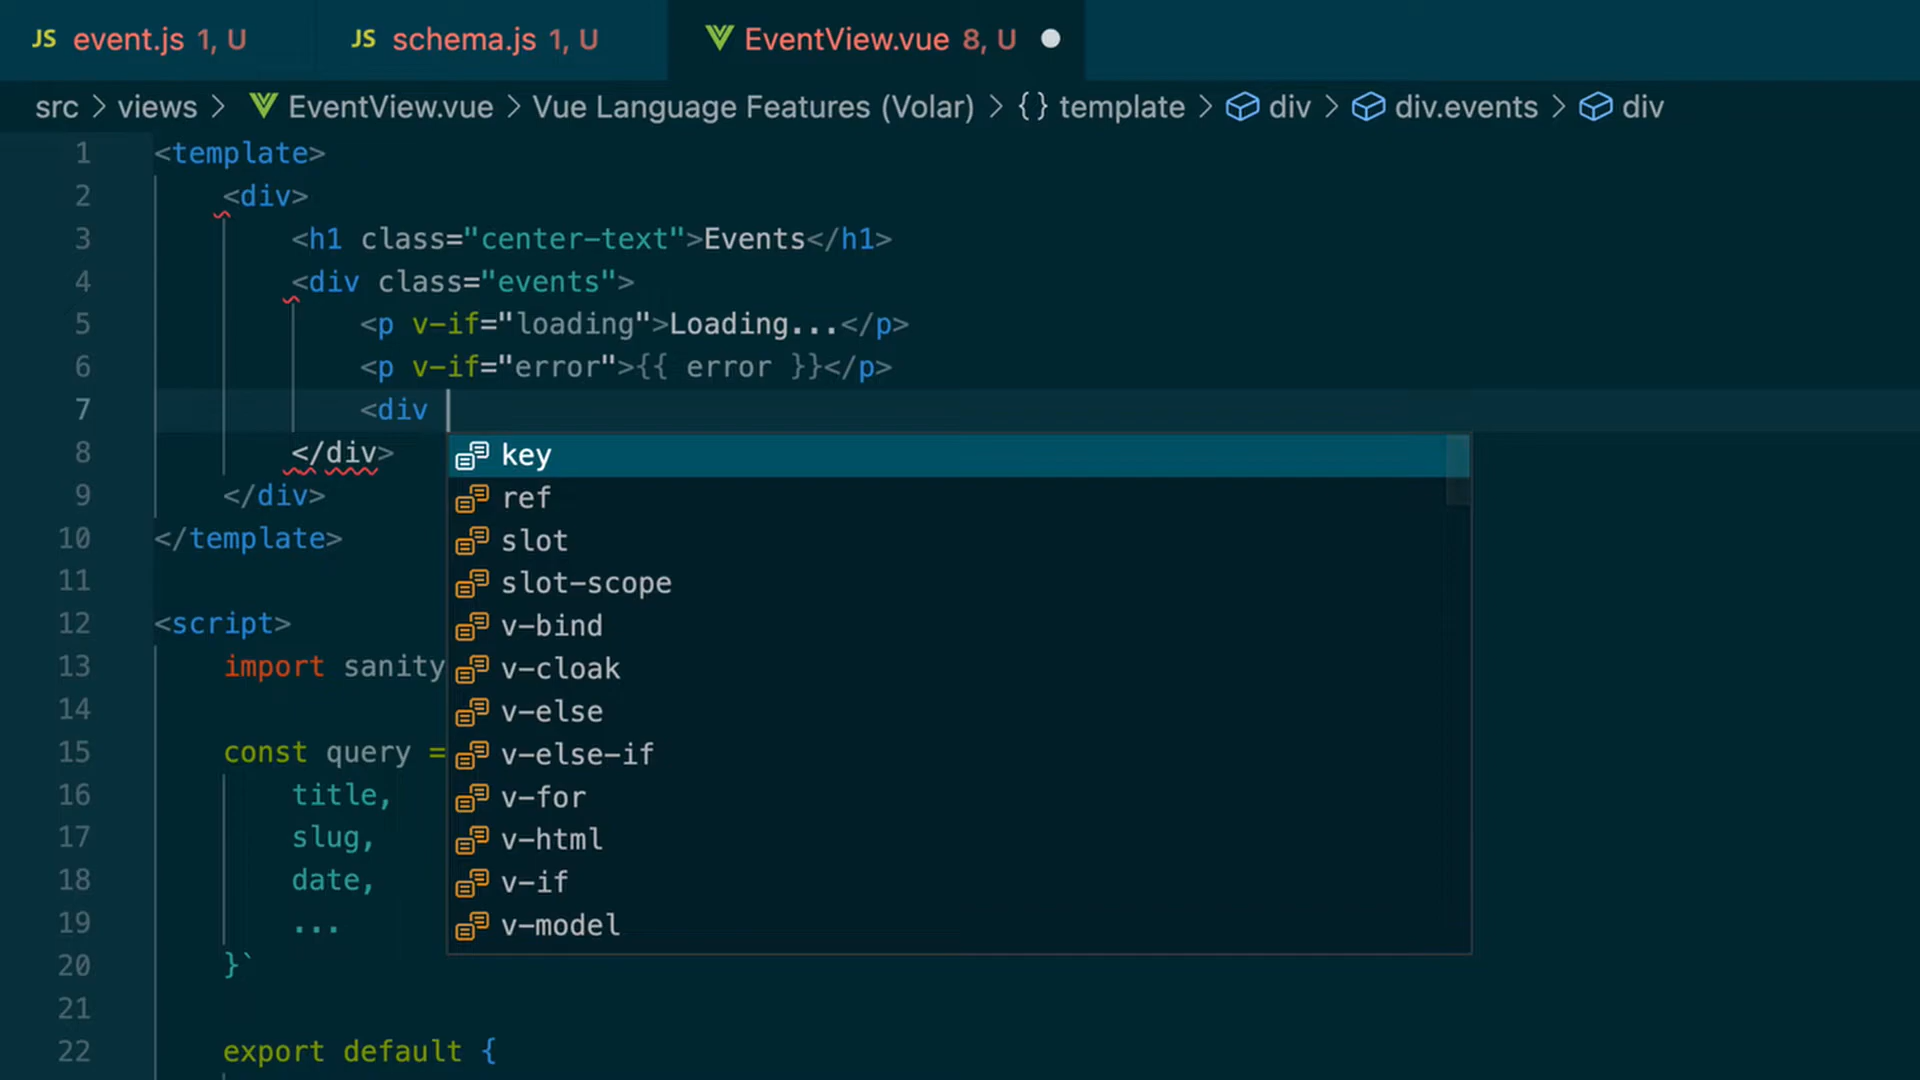 JS event.js 1, U JS schema.js 1, U EventView.vue 8, U
src > views > EventView.vue > Vue Language Features (Volar) > {} template > div > div.events > div
1 <template>
2 <div>
3 <h1 class="center-text">Events</h1>
4 <div class="events">
5 <p v-if="loading">Loading...</p>
6 <p v-if="error">{{ error }}</p>
7 <div
8 </div> key
9 </div> ref
10 </template> slot
11 slot-scope
12 <script> v-bind
13 import sanity v-cloak
14 v-else
15 const query = v-else-if
16 title, v-for
17 slug, v-html
18 date, v-if
19 ... v-model
20 }`
21
22 export default {